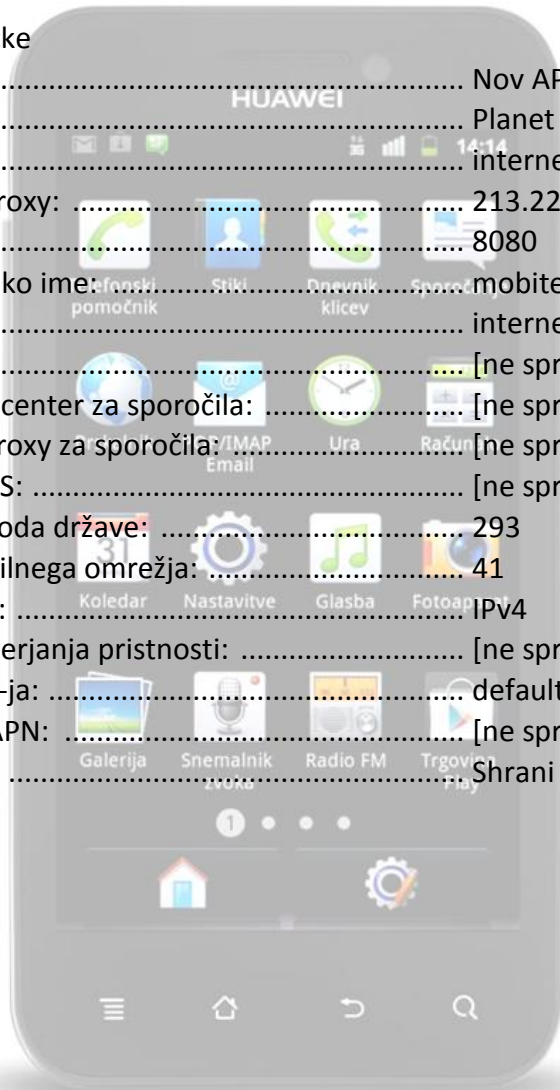 ke
Nov AP
HUAWEI
Planet
14:14
interne
roxy: 213.22
8080
ko ime: mobite
Telefonski pomočnik
Stiki
Dnevnik klicev
Sporočanje
interne
[ne spr
center za sporočila: [ne spr
roxy za sporočila: [ne spr
POP/IMAP Email
Ura
S: [ne spr
oda države: 293
31
ilnega omrežja: 41
Koledar Nastavitve Glasba Fotoaparat
: IPv4
erjanja pristnosti: [ne spr
-ja: default
APN: [ne spr
Galerija Snemalnik zvoka Radio FM Trgovina Play
Shrani
1